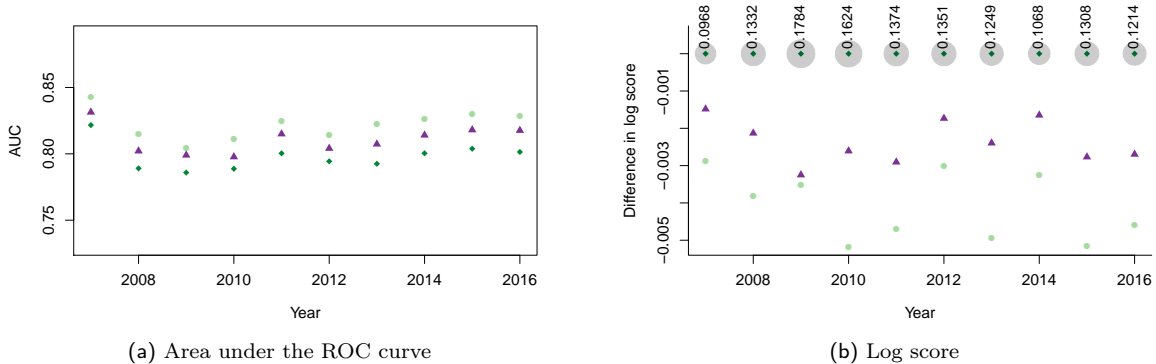 0.85
0.80
0.75
AUC
2008 2010 2012 2014 2016
Year
(a) Area under the ROC curve
0.0968 0.1332 0.1784 0.1624 0.1374 0.1351 0.1249 0.1068 0.1308 0.1214
−0.001
−0.003
−0.005
Difference in log score
2008 2010 2012 2014 2016
Year
(b) Log score